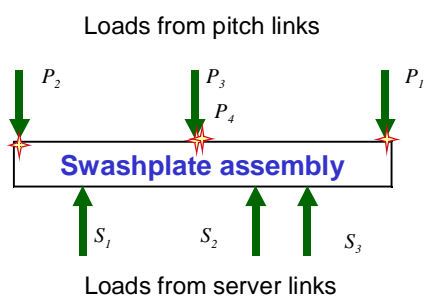 Loads from pitch links
P2 P3 P1
P4
Swashplate assembly
S1 S2 S3
Loads from server links